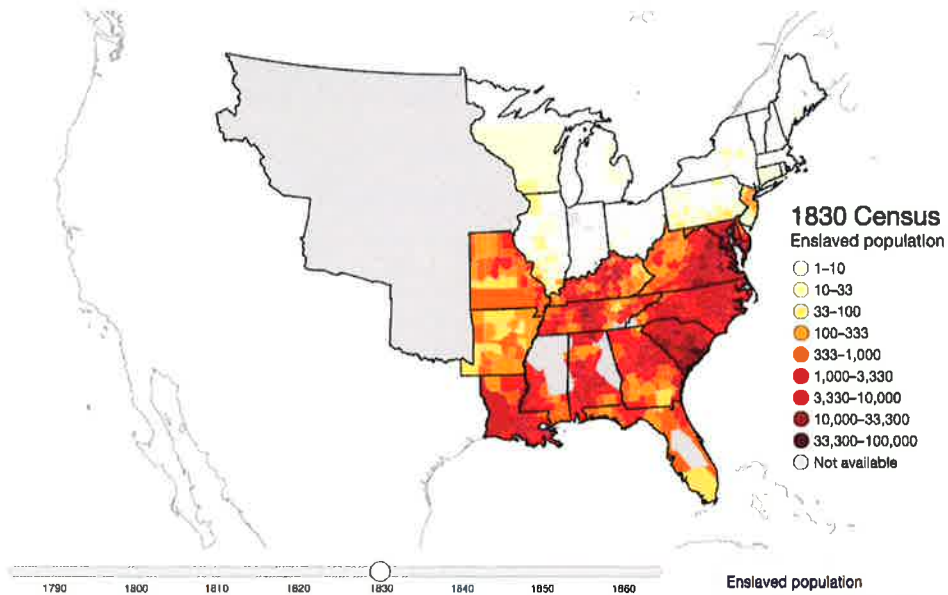 1830 Census
Enslaved population
1–10
10–33
33–100
100–333
333–1,000
1,000–3,330
3,330–10,000
10,000–33,300
33,300–100,000
Not available
1790 1800 1810 1820 1830 1840 1850 1860
Enslaved population